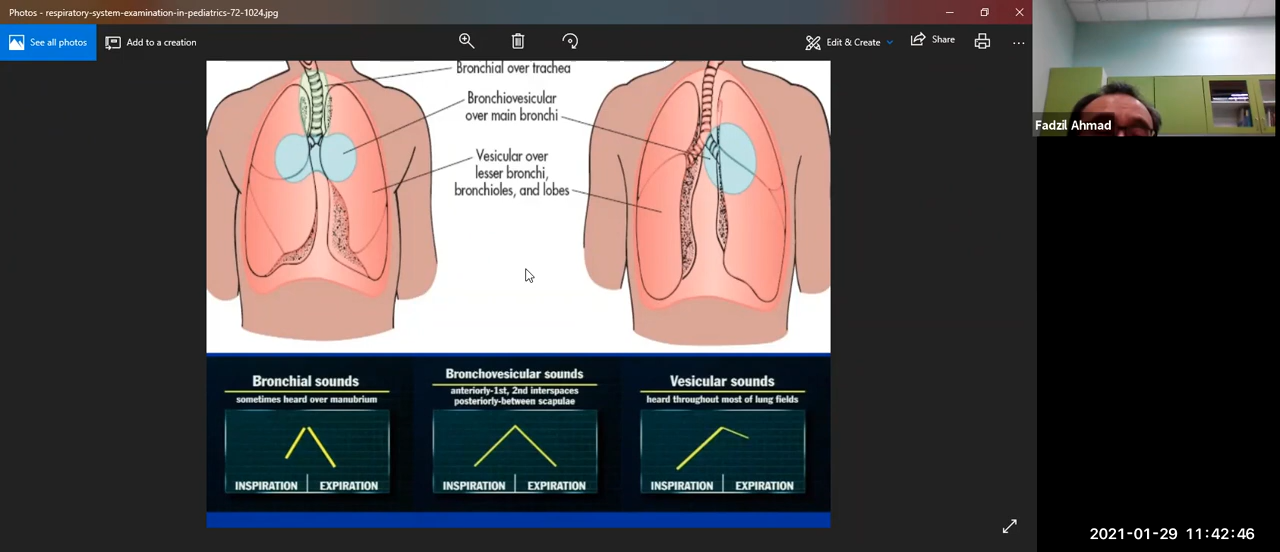 Photos - respiratory-system-examination-in-pediatrics-72-1024.jpg
See all photos
Add to a creation
Edit & Create
Share
Fadzil Ahmad
Bronchial over trachea
Bronchiovesicular
over main bronchi
Vesicular over
lesser bronchi,
bronchioles, and lobes
Bronchial sounds
sometimes heard over manubrium
INSPIRATION EXPIRATION
Bronchovesicular sounds
anteriorly-1st, 2nd interspaces
posteriorly-between scapulae
INSPIRATION EXPIRATION
Vesicular sounds
heard throughout most of lung fields
INSPIRATION EXPIRATION
2021-01-29 11:42:46